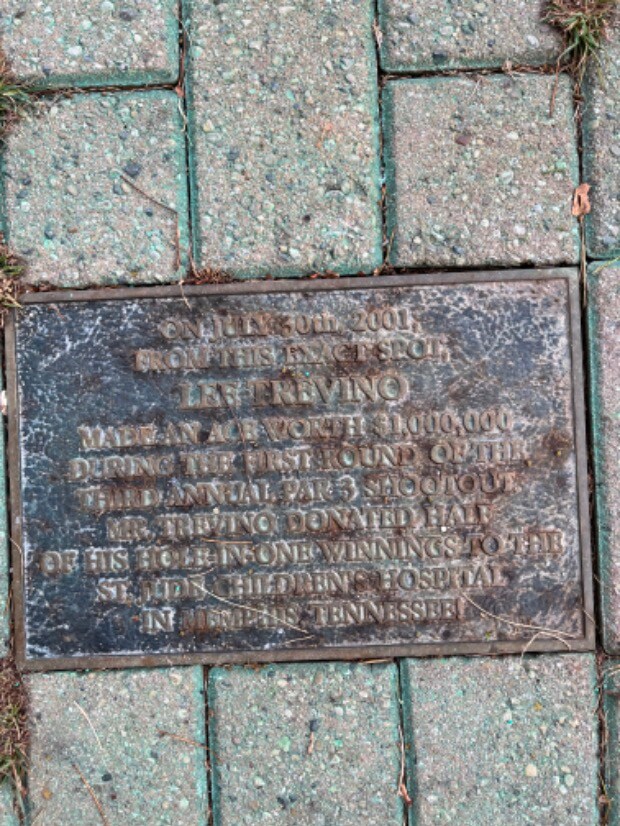 ON JULY 30th, 2001,
FROM THIS EXACT SPOT,
LEE TREVINO
MADE AN ACE WORTH $1,000,000
DURING THE FIRST ROUND OF THE
THIRD ANNUAL PAR-3 SHOOTOUT.
MR. TREVINO DONATED HALF
OF HIS HOLE-IN-ONE WINNINGS TO THE
ST. JUDE CHILDREN'S HOSPITAL
IN MEMPHIS, TENNESSEE!